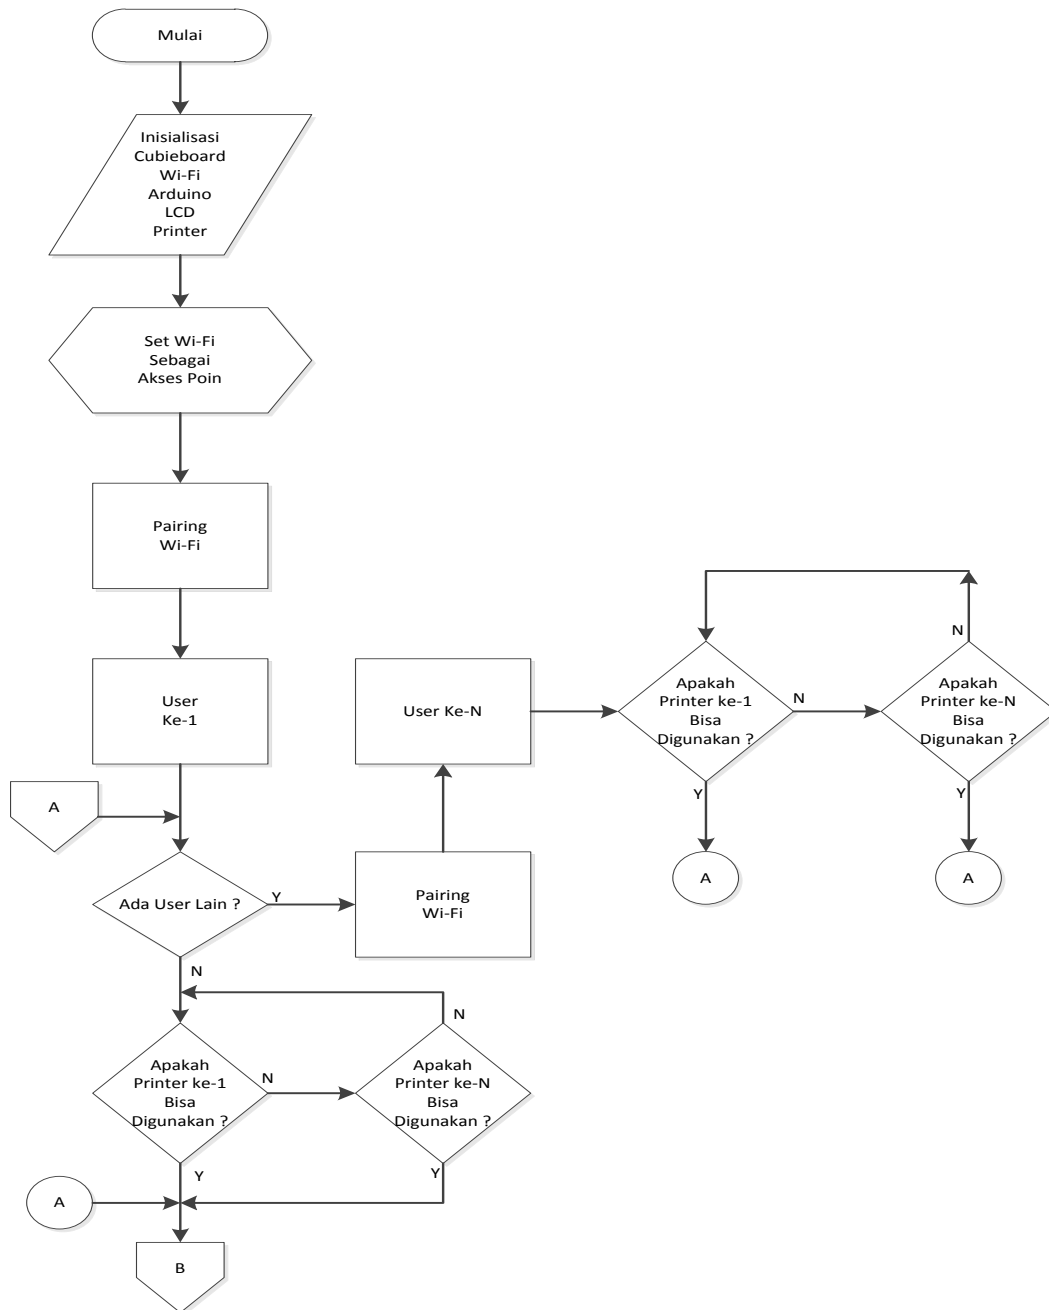 Mulai
Inisialisasi
Cubieboard
Wi-Fi
Arduino
LCD
Printer
Set Wi-Fi
Sebagai
Akses Poin
Pairing
Wi-Fi
User
Ke-1
A
Ada User Lain ?
Y
Pairing
Wi-Fi
User Ke-N
Apakah
Printer ke-1
Bisa
Digunakan ?
N
Y
A
Apakah
Printer ke-N
Bisa
Digunakan ?
N
Y
A
N
Apakah
Printer ke-1
Bisa
Digunakan ?
N
Y
Apakah
Printer ke-N
Bisa
Digunakan ?
N
Y
A
B